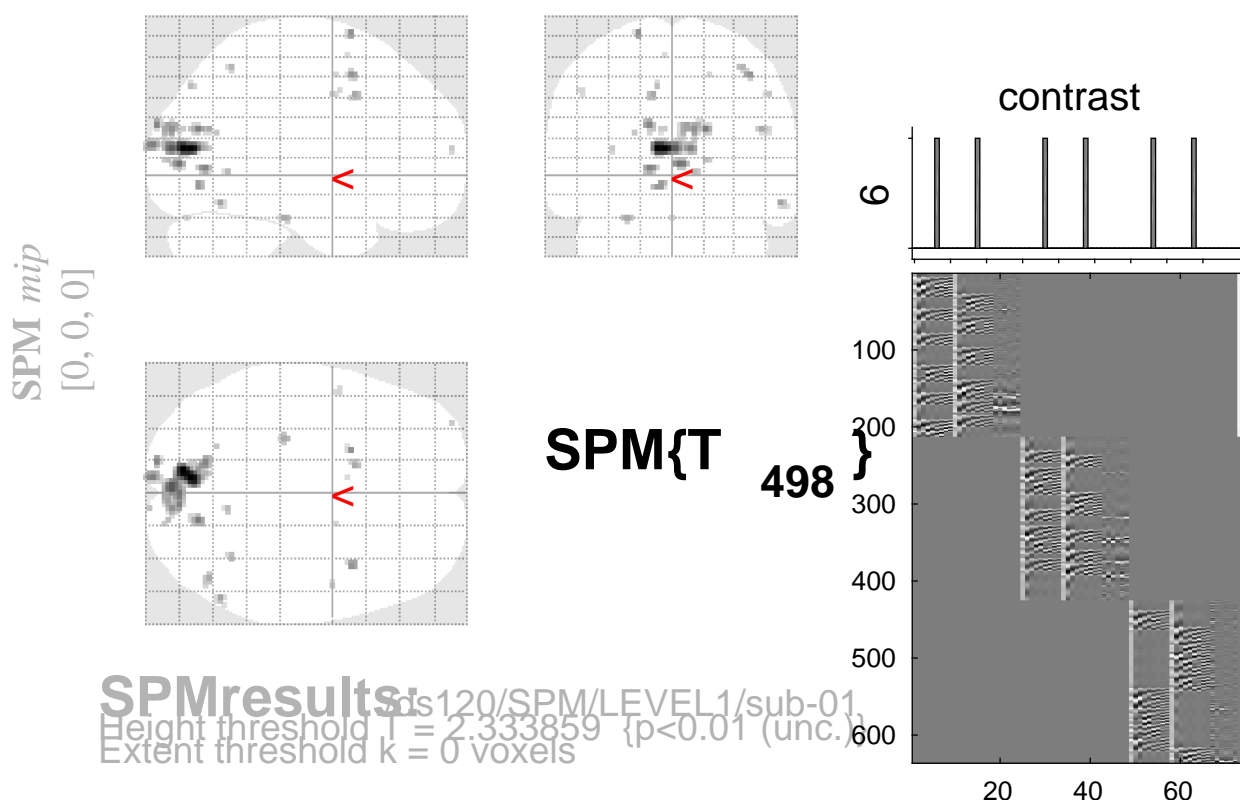 contrast
6
SPM mip
[0, 0, 0]
<
<
<
SPM{T498}
100
200
300
400
500
600
20 40 60
SPMresults: /ds120/SPM/LEVEL1/sub-01
Height threshold T = 2.333859 {p<0.01 (unc.)}
Extent threshold k = 0 voxels